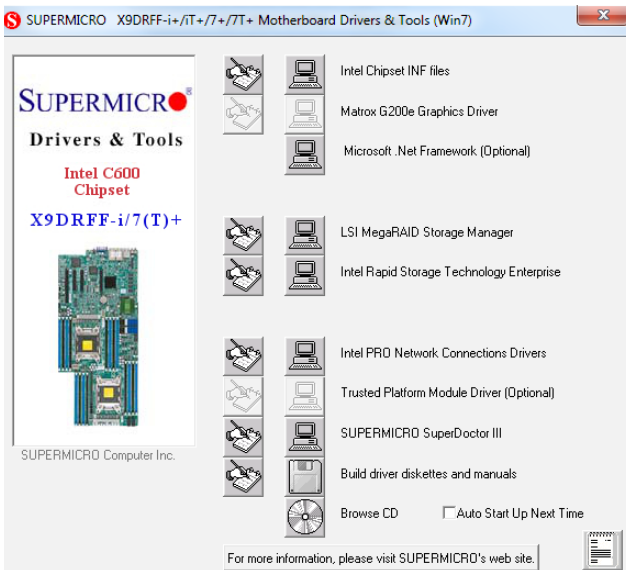 SUPERMICRO X9DRFF-i+/iT+/7+/7T+ Motherboard Drivers & Tools (Win7)
SUPERMICRO
Drivers & Tools
Intel C600
Chipset
X9DRFF-i/7(T)+
SUPERMICRO Computer Inc.
Intel Chipset INF files
Matrox G200e Graphics Driver
Microsoft .Net Framework (Optional)
LSI MegaRAID Storage Manager
Intel Rapid Storage Technology Enterprise
Intel PRO Network Connections Drivers
Trusted Platform Module Driver (Optional)
SUPERMICRO SuperDoctor III
Build driver diskettes and manuals
Browse CD
Auto Start Up Next Time
For more information, please visit SUPERMICRO's web site.